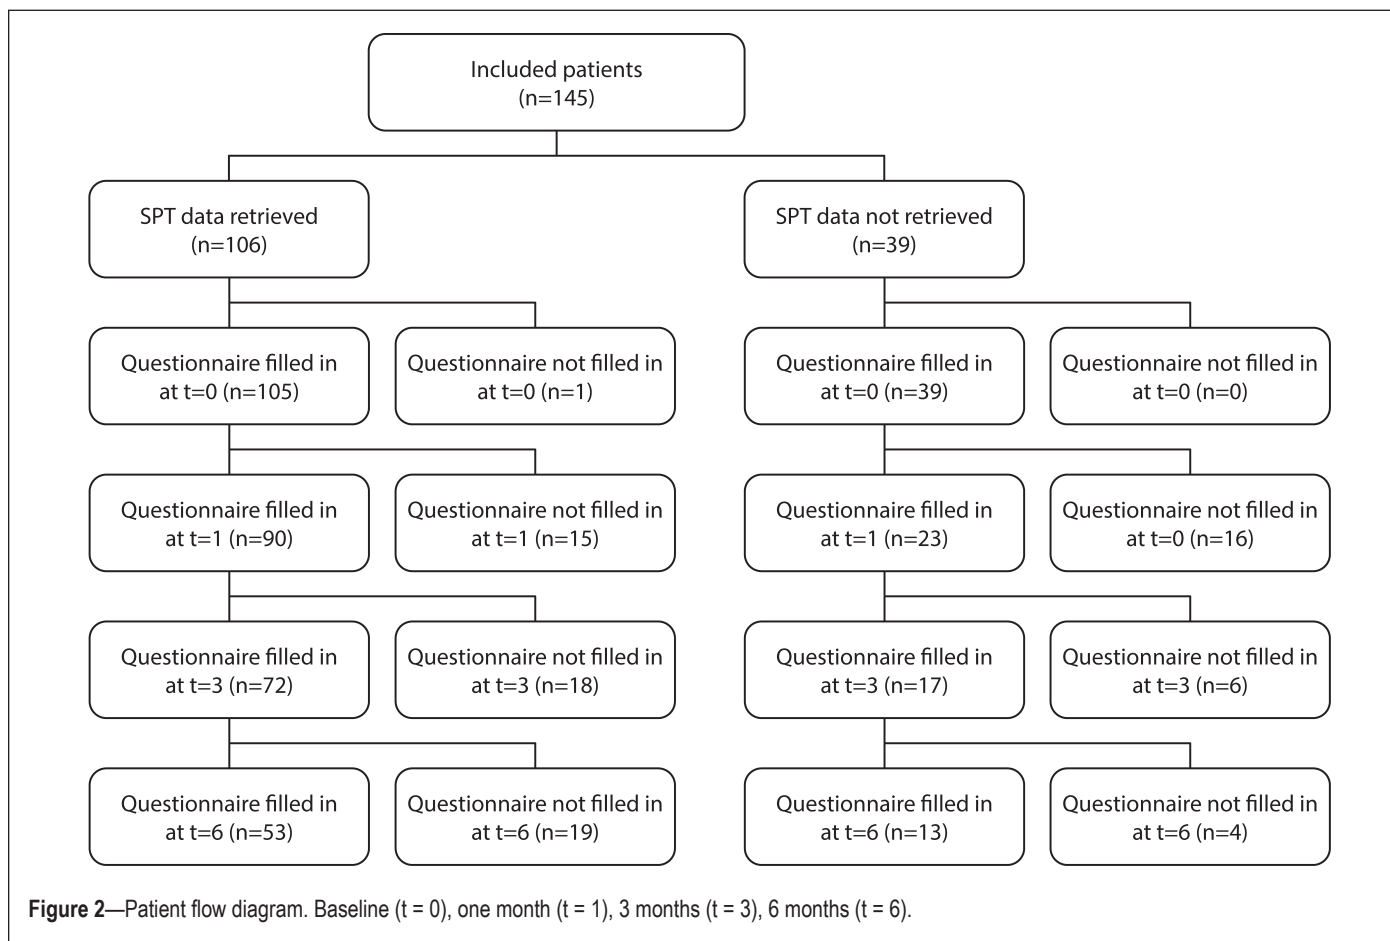 Included patients
(n=145)
SPT data retrieved
(n=106)
SPT data not retrieved
(n=39)
Questionnaire filled in
at t=0 (n=105)
Questionnaire not filled in
at t=0 (n=1)
Questionnaire filled in
at t=0 (n=39)
Questionnaire not filled in
at t=0 (n=0)
Questionnaire filled in
at t=1 (n=90)
Questionnaire not filled in
at t=1 (n=15)
Questionnaire filled in
at t=1 (n=23)
Questionnaire not filled in
at t=0 (n=16)
Questionnaire filled in
at t=3 (n=72)
Questionnaire not filled in
at t=3 (n=18)
Questionnaire filled in
at t=3 (n=17)
Questionnaire not filled in
at t=3 (n=6)
Questionnaire filled in
at t=6 (n=53)
Questionnaire not filled in
at t=6 (n=19)
Questionnaire filled in
at t=6 (n=13)
Questionnaire not filled in
at t=6 (n=4)
Figure 2—Patient flow diagram. Baseline (t = 0), one month (t = 1), 3 months (t = 3), 6 months (t = 6).